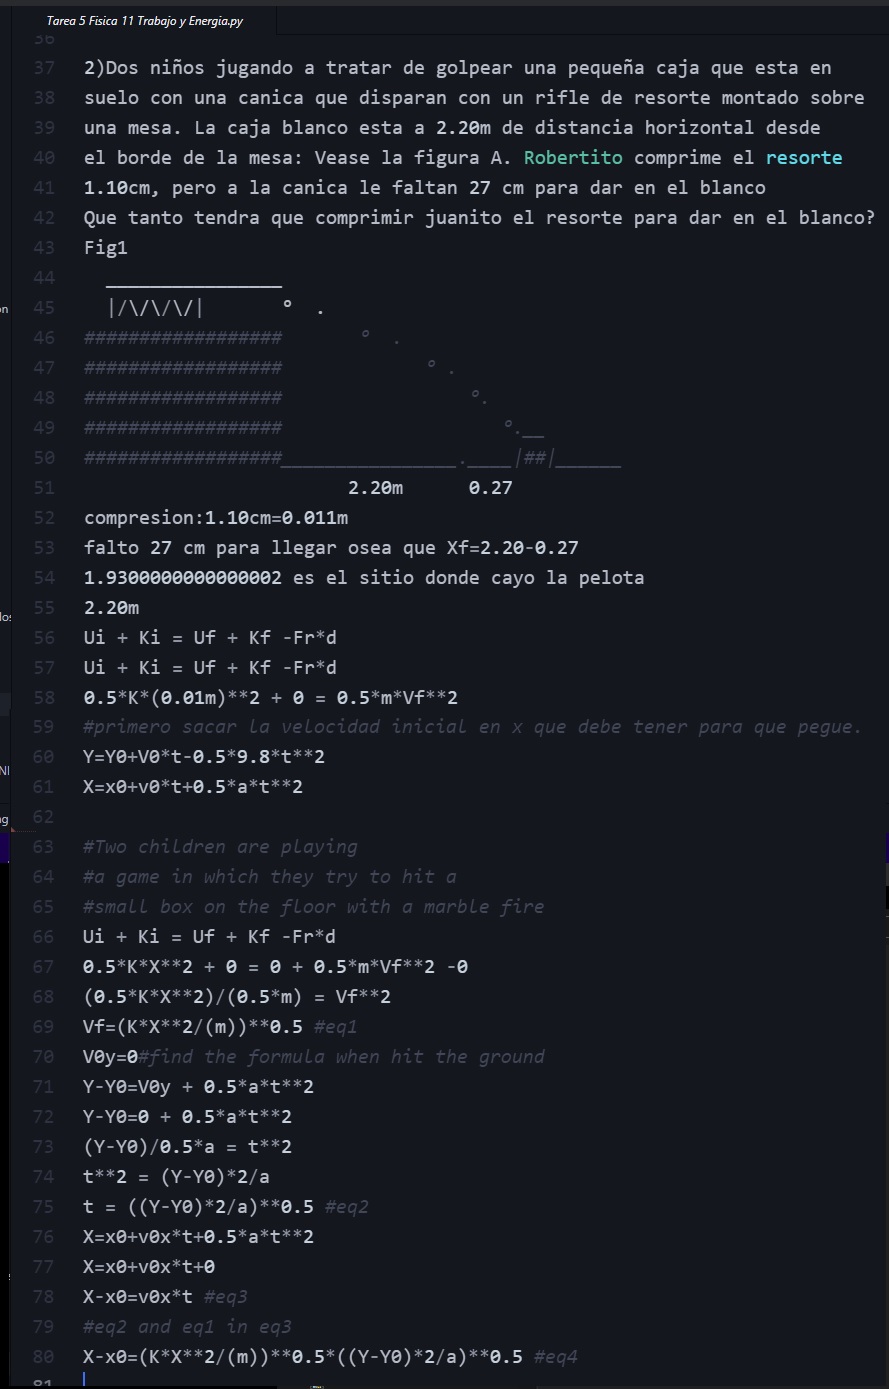 Tarea 5 Fisica 11 Trabajo y Energia.py
36
37 2)Dos niños jugando a tratar de golpear una pequeña caja que esta en
38 suelo con una canica que disparan con un rifle de resorte montado sobre
39 una mesa. La caja blanco esta a 2.20m de distancia horizontal desde
40 el borde de la mesa: Vease la figura A. Robertito comprime el resorte
41 1.10cm, pero a la canica le faltan 27 cm para dar en el blanco
42 Que tanto tendra que comprimir juanito el resorte para dar en el blanco?
43 Fig1
44   ________________
45   |/\/\/\/|       °  .
46 ##################       °  .
47 ##################             ° .
48 ##################                 °.
49 ##################                    °.__
50 ##################________________.____|##|______
51                         2.20m      0.27
52 compresion:1.10cm=0.011m
53 falto 27 cm para llegar osea que Xf=2.20-0.27
54 1.9300000000000002 es el sitio donde cayo la pelota
55 2.20m
56 Ui + Ki = Uf + Kf -Fr*d
57 Ui + Ki = Uf + Kf -Fr*d
58 0.5*K*(0.01m)**2 + 0 = 0.5*m*Vf**2
59 #primero sacar la velocidad inicial en x que debe tener para que pegue.
60 Y=Y0+V0*t-0.5*9.8*t**2
61 X=x0+v0*t+0.5*a*t**2
62
63 #Two children are playing
64 #a game in which they try to hit a
65 #small box on the floor with a marble fire
66 Ui + Ki = Uf + Kf -Fr*d
67 0.5*K*X**2 + 0 = 0 + 0.5*m*Vf**2 -0
68 (0.5*K*X**2)/(0.5*m) = Vf**2
69 Vf=(K*X**2/(m))**0.5 #eq1
70 V0y=0#find the formula when hit the ground
71 Y-Y0=V0y + 0.5*a*t**2
72 Y-Y0=0 + 0.5*a*t**2
73 (Y-Y0)/0.5*a = t**2
74 t**2 = (Y-Y0)*2/a
75 t = ((Y-Y0)*2/a)**0.5 #eq2
76 X=x0+v0x*t+0.5*a*t**2
77 X=x0+v0x*t+0
78 X-x0=v0x*t #eq3
79 #eq2 and eq1 in eq3
80 X-x0=(K*X**2/(m))**0.5*((Y-Y0)*2/a)**0.5 #eq4
81